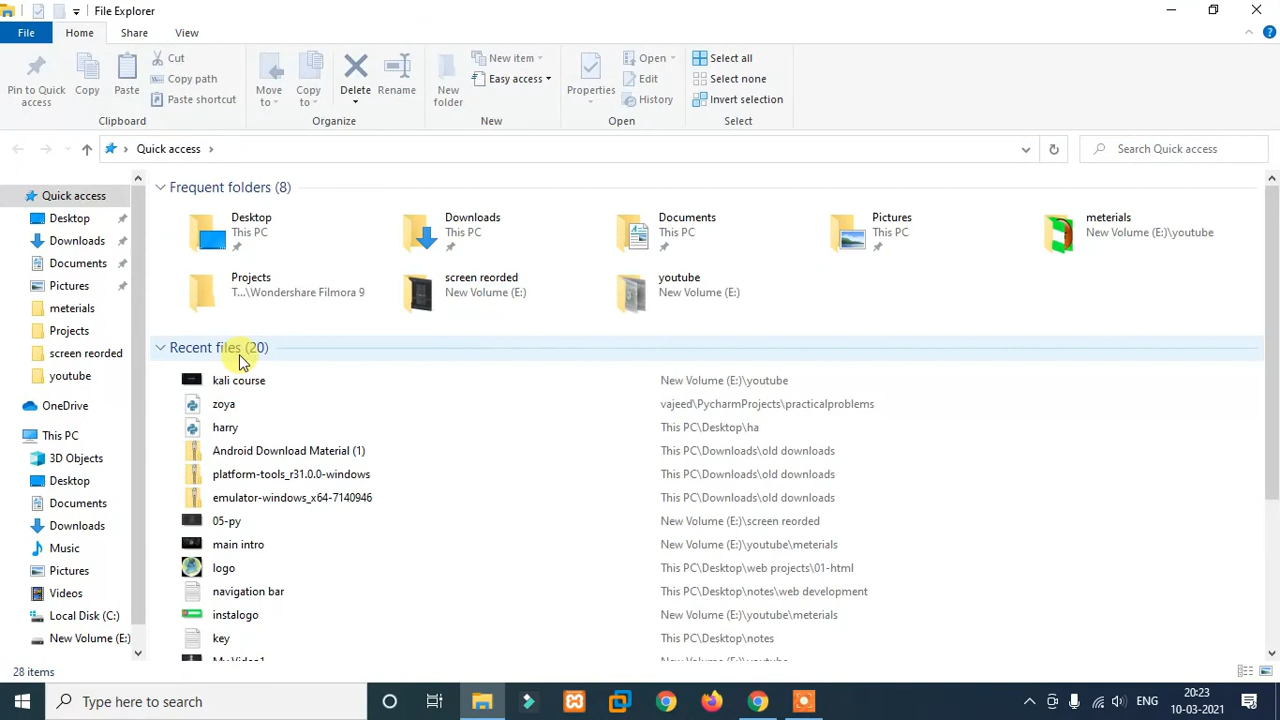 File Explorer
File Home Share View
Pin to Quick access
Copy
Paste
Cut
Copy path
Paste shortcut
Clipboard
Move to
Copy to
Delete
Rename
Organize
New folder
New item
Easy access
New
Properties
Open
Edit
History
Open
Select all
Select none
Invert selection
Select
Quick access
Search Quick access
Quick access
Desktop
Downloads
Documents
Pictures
meterials
Projects
screen reorded
youtube
OneDrive
This PC
3D Objects
Desktop
Documents
Downloads
Music
Pictures
Videos
Local Disk (C:)
New Volume (E:)
Frequent folders (8)
Desktop
This PC
Downloads
This PC
Documents
This PC
Pictures
This PC
meterials
New Volume (E:)\youtube
Projects
T...\Wondershare Filmora 9
screen reorded
New Volume (E:)
youtube
New Volume (E:)
Recent files (20)
kali course New Volume (E:)\youtube
zoya vajeed\PycharmProjects\practicalproblems
harry This PC\Desktop\ha
Android Download Material (1) This PC\Downloads\old downloads
platform-tools_r31.0.0-windows This PC\Downloads\old downloads
emulator-windows_x64-7140946 This PC\Downloads\old downloads
05-py New Volume (E:)\screen reorded
main intro New Volume (E:)\youtube\meterials
logo This PC\Desktop\web projects\01-html
navigation bar This PC\Desktop\notes\web development
instalogo New Volume (E:)\youtube\meterials
key This PC\Desktop\notes
My Video1 New Volume (E:)\youtube
28 items
Type here to search
ENG
20:23
10-03-2021